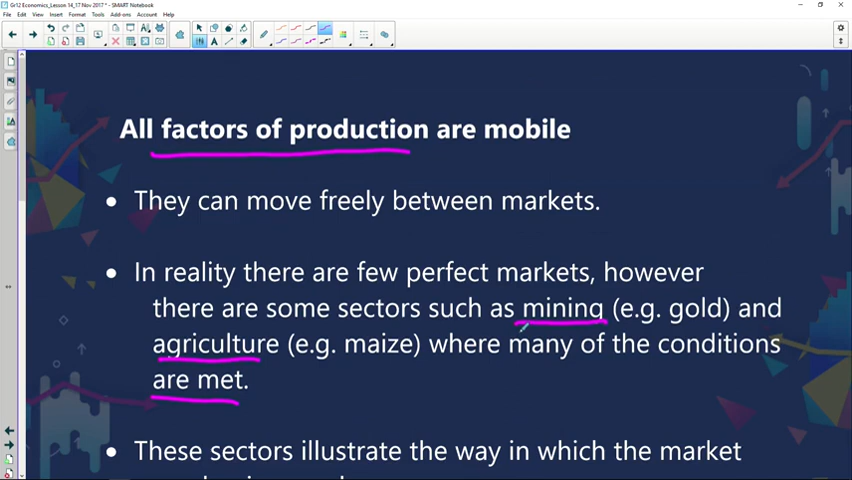 Gr12 Economics_Lesson 14_17 Nov 2017 * - SMART Notebook
File Edit View Insert Format Tools Add-ons Account Help
All factors of production are mobile
• They can move freely between markets.
• In reality there are few perfect markets, however
there are some sectors such as mining (e.g. gold) and
agriculture (e.g. maize) where many of the conditions
are met.
• These sectors illustrate the way in which the market